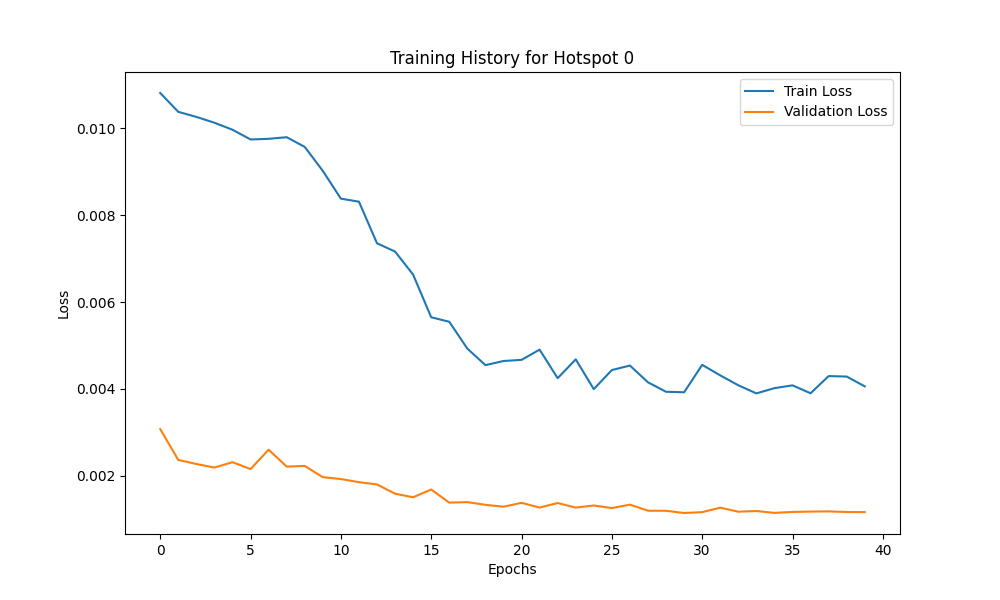 Training History for Hotspot 0
Train Loss
Validation Loss
0.010
0.008
0.006
0.004
0.002
Loss
0 5 10 15 20 25 30 35 40
Epochs